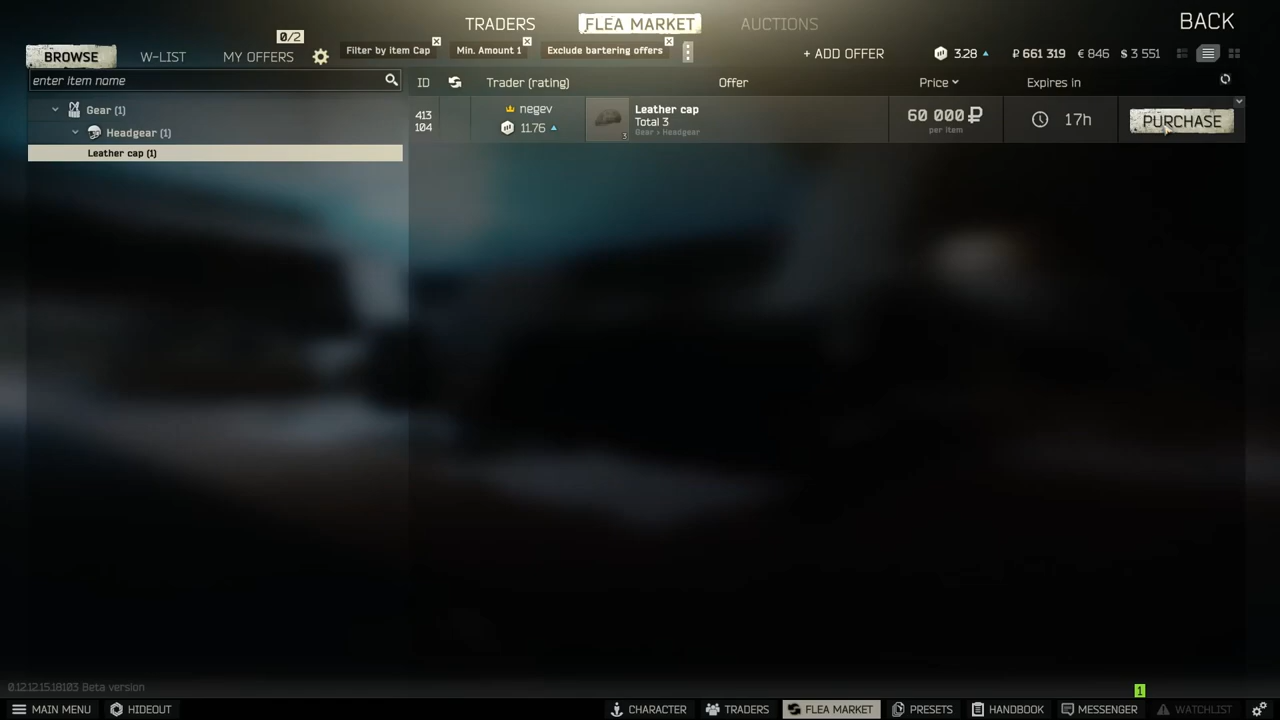 TRADERS FLEA MARKET AUCTIONS BACK
0/2
BROWSE W-LIST MY OFFERS Filter by item Cap Min. Amount 1 Exclude bartering offers + ADD OFFER 3.28 ₽ 661 319 € 846 $ 3 551
enter item name ID Trader (rating) Offer Price Expires in
Gear (1)
Headgear (1)
Leather cap (1)
413
104
negev
11.76
3
Leather cap
Total 3
Gear > Headgear
60 000 ₽
per item
17h
PURCHASE
0.12.12.15.18103 Beta version
1
MAIN MENU HIDEOUT CHARACTER TRADERS FLEA MARKET PRESETS HANDBOOK MESSENGER WATCHLIST